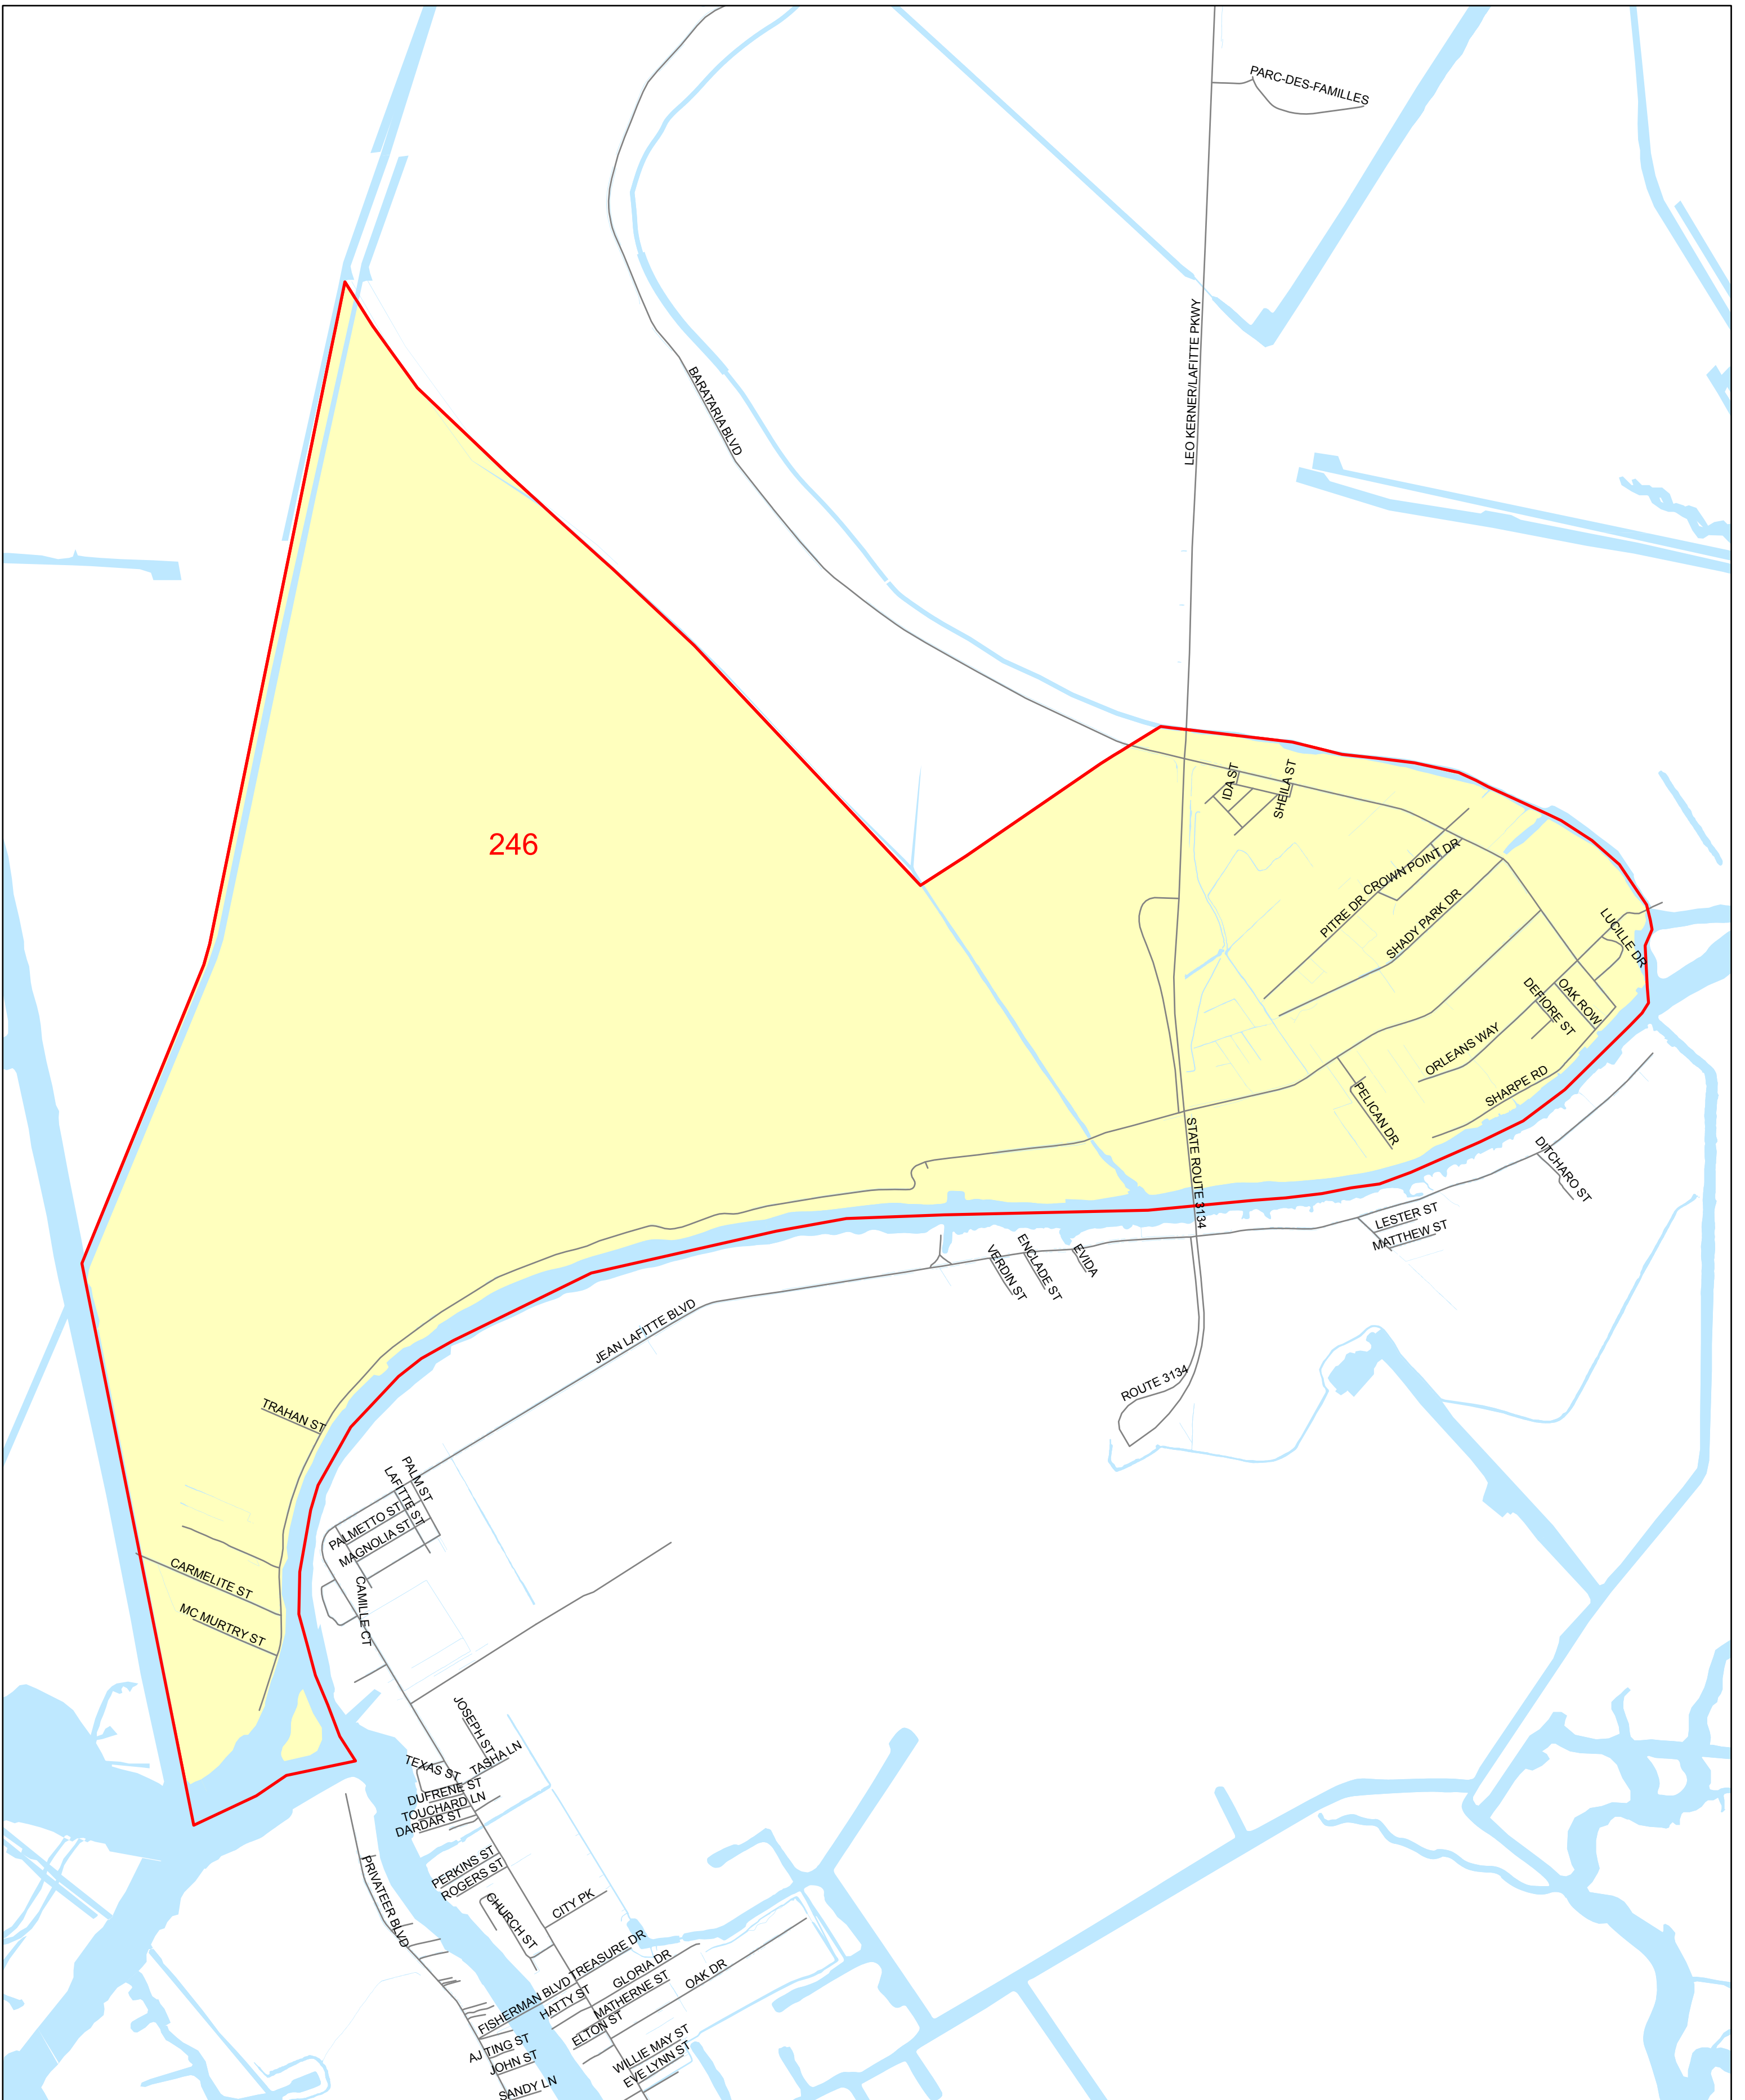 PARC-DES-FAMILLES
LEO KERNER/LAFITTE PKWY
BARATARIA BLVD
246
IDA ST
SHEILA ST
CROWN POINT DR
PITRE DR
SHADY PARK DR
LUCILLE DR
DEFIORE ST
OAK ROW
ORLEANS WAY
SHARPE RD
PELICAN DR
STATE ROUTE 3134
DITCHARO ST
LESTER ST
MATTHEW ST
VERDIN ST
ENCLADE ST
EVIDA
JEAN LAFITTE BLVD
ROUTE 3134
TRAHAN ST
PALM ST
LAFITTE ST
PALMETTO ST
MAGNOLIA ST
CARMELITE ST
CAMILLE CT
MC MURTRY ST
JOSEPH ST
TEXAS ST
TASHA LN
DUFRENE ST
TOUCHARD LN
DARDAR ST
PERKINS ST
ROGERS ST
PRIVATEER BLVD
CHURCH ST
CITY PK
FISHERMAN BLVD
TREASURE DR
GLORIA DR
OAK DR
HATTY ST
MATHERNE ST
ELTON ST
AJ TING ST
JOHN ST
WILLIE MAY ST
EVE LYNN ST
SANDY LN